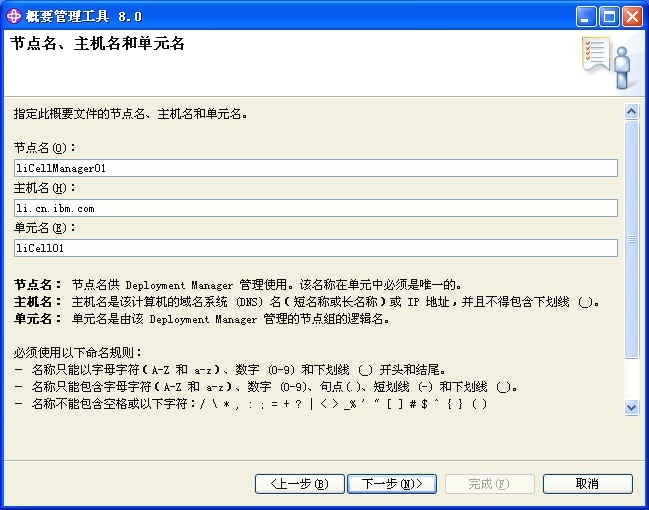 概要管理工具 8.0
节点名、主机名和单元名
指定此概要文件的节点名、主机名和单元名。
节点名(O)：
liCellManager01
主机名(H)：
li.cn.ibm.com
单元名(E)：
liCell01
节点名： 节点名供 Deployment Manager 管理使用。该名称在单元中必须是唯一的。
主机名： 主机名是该计算机的域名系统 (DNS) 名（短名称或长名称）或 IP 地址，并且不得包含下划线 (_)。
单元名： 单元名是由该 Deployment Manager 管理的节点组的逻辑名。
必须使用以下命名规则：
— 名称只能以字母字符（A-Z 和 a-z）、数字 (0-9) 和下划线 (_) 开头和结尾。
— 名称只能包含字母字符（A-Z 和 a-z）、数字 (0-9)、句点(.)、短划线 (-) 和下划线 (_)。
— 名称不能包含空格或以下字符：/ \ * , : ; = + ? | < > _% ' " [ ] # $ ^ { } ( )
<上一步(B) 下一步(N)> 完成(F) 取消